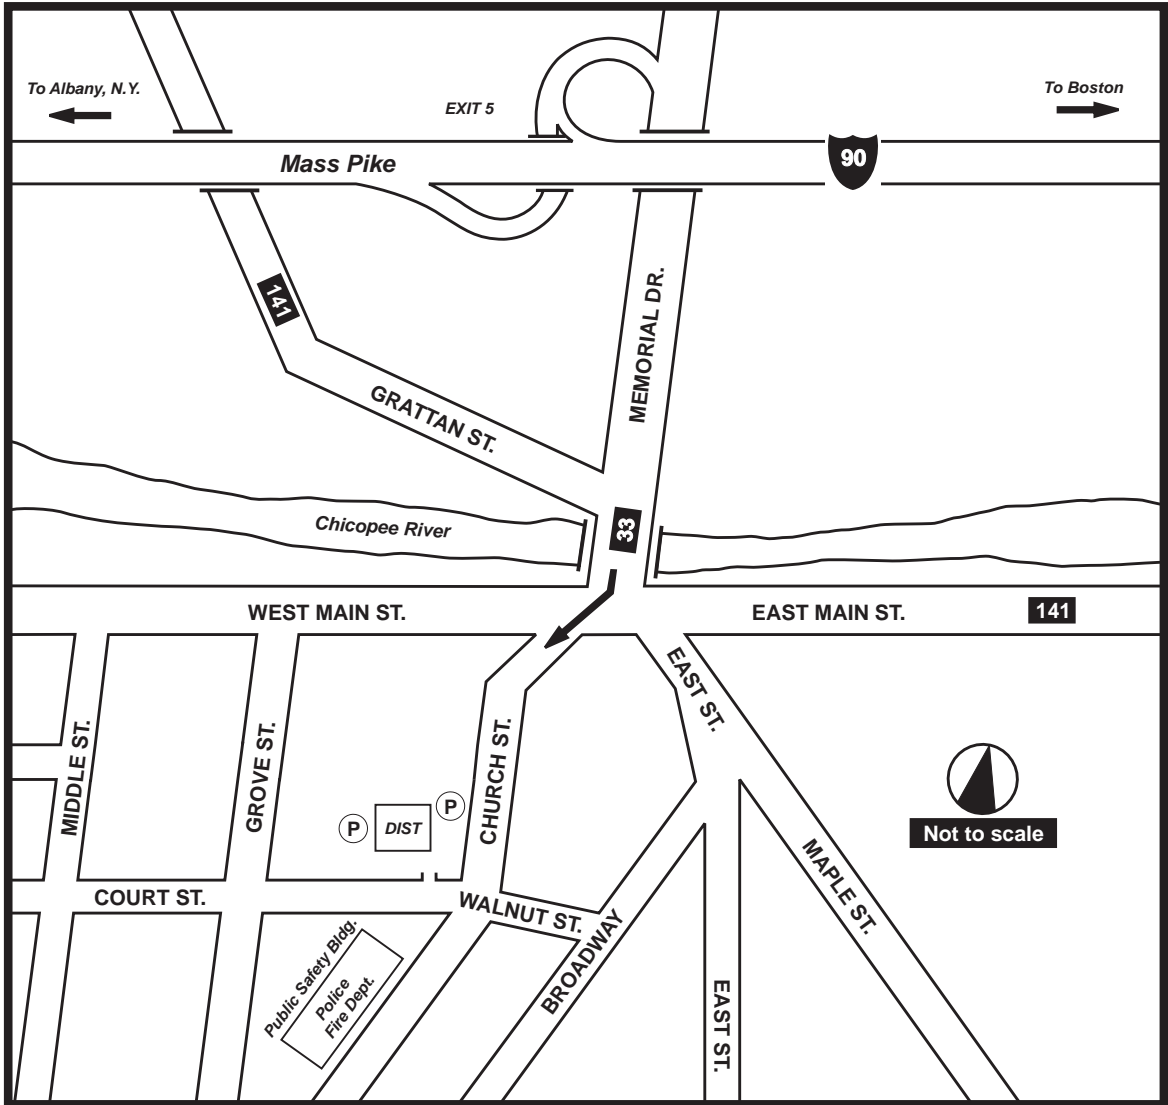 To Albany, N.Y.
EXIT 5
To Boston
Mass Pike
90
141
MEMORIAL DR.
GRATTAN ST.
Chicopee River
33
WEST MAIN ST.
EAST MAIN ST.
141
EAST ST.
MIDDLE ST.
GROVE ST.
CHURCH ST.
P
DIST
P
Not to scale
MAPLE ST.
COURT ST.
WALNUT ST.
BROADWAY
Public Safety Bldg.
Police
Fire Dept.
EAST ST.